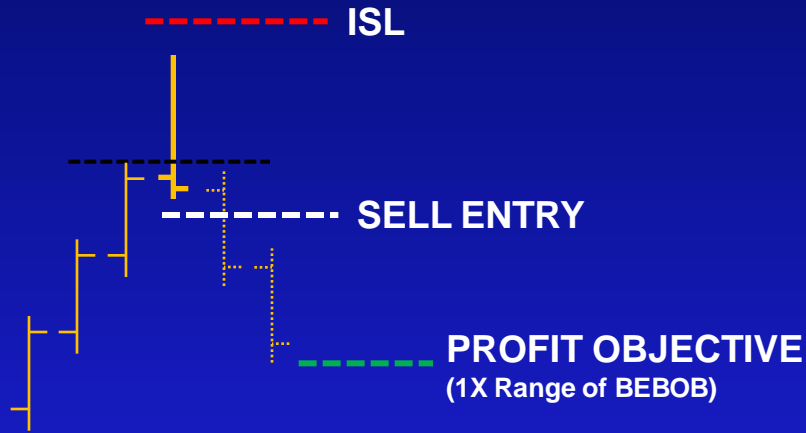 ISL
SELL ENTRY
PROFIT OBJECTIVE
(1X Range of BEBOB)